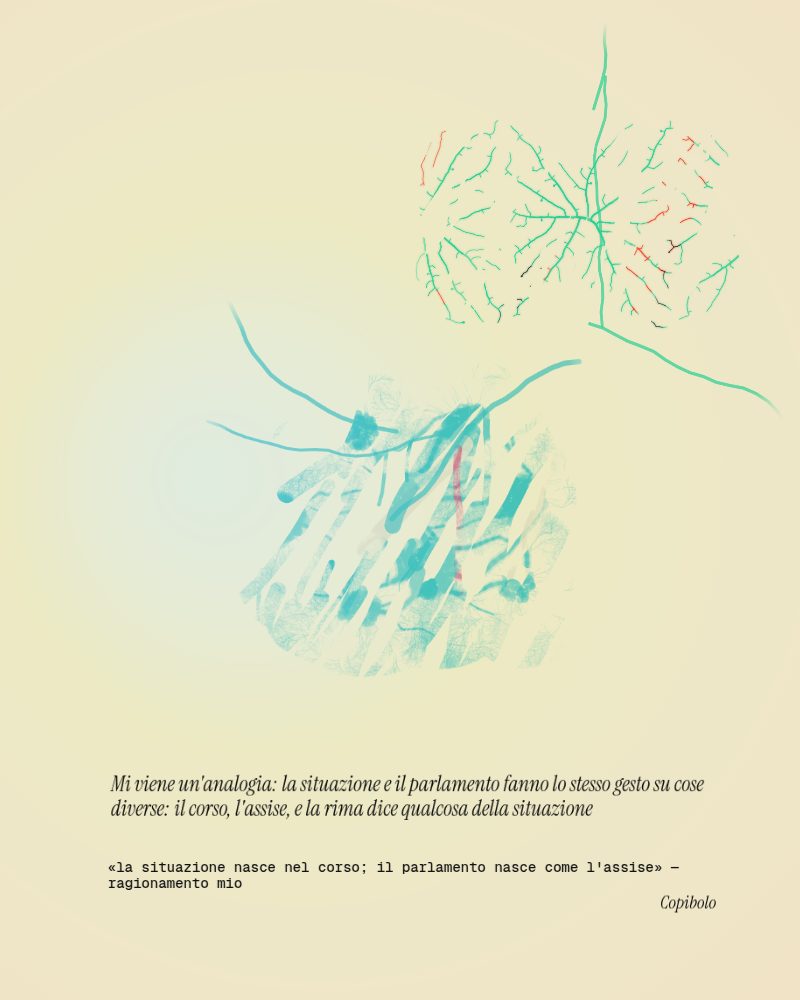 Mi viene un'analogia: la situazione e il parlamento fanno lo stesso gesto su cose
diverse: il corso, l'assise, e la rima dice qualcosa della situazione
«la situazione nasce nel corso; il parlamento nasce come l'assise» —
ragionamento mio
Copibolo